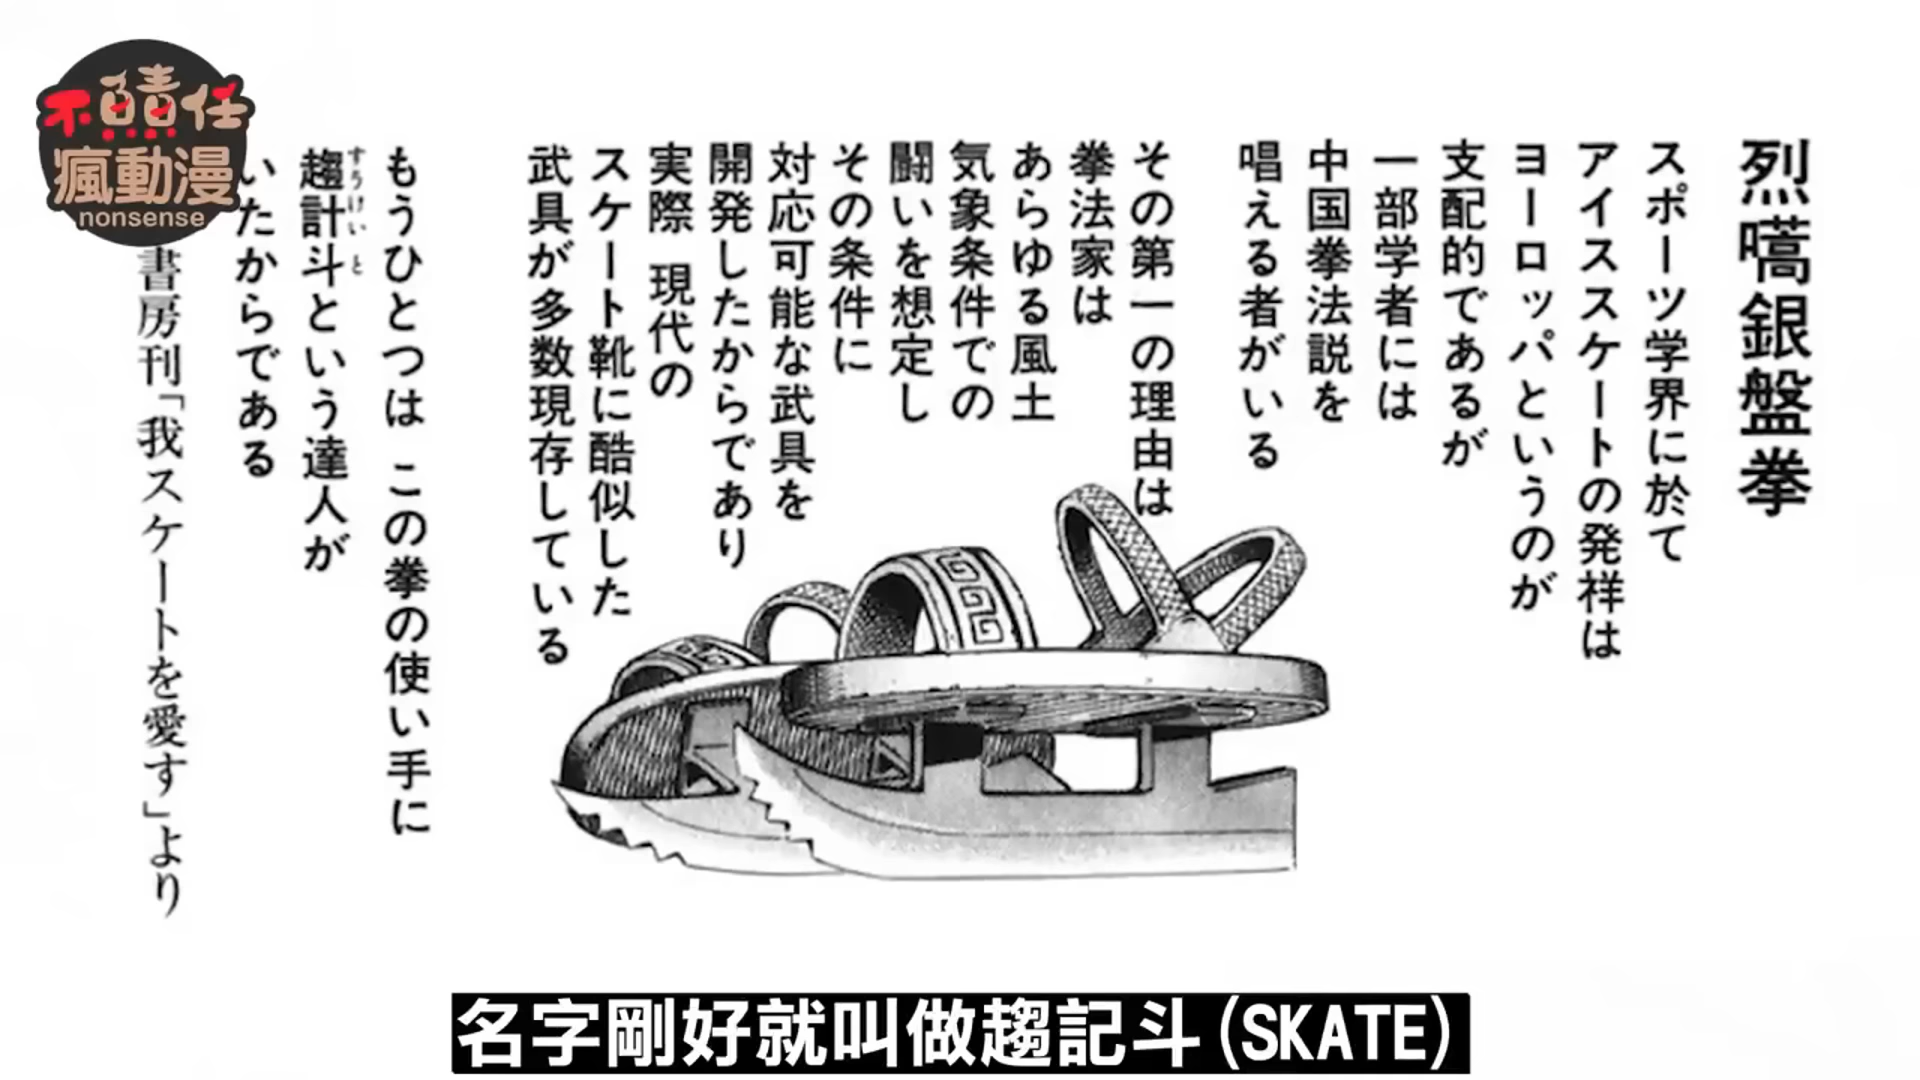 不負責任
瘋動漫
nonsense
烈嚆銀盤拳
スポーツ学界に於て
アイススケートの発祥は
ヨーロッパというのが
支配的であるが
一部学者には
中国拳法説を
唱える者がいる
その第一の理由は
拳法家は
あらゆる風土
気象条件での
闘いを想定し
その条件に
対応可能な武具を
開発したからであり
実際 現代の
スケート靴に酷似した
武具が多数現存している
もうひとつは この拳の使い手に
趨計斗という達人が
すうけいと
いたからである
書房刊「我スケートを愛す」より
名字剛好就叫做趨記斗(SKATE)